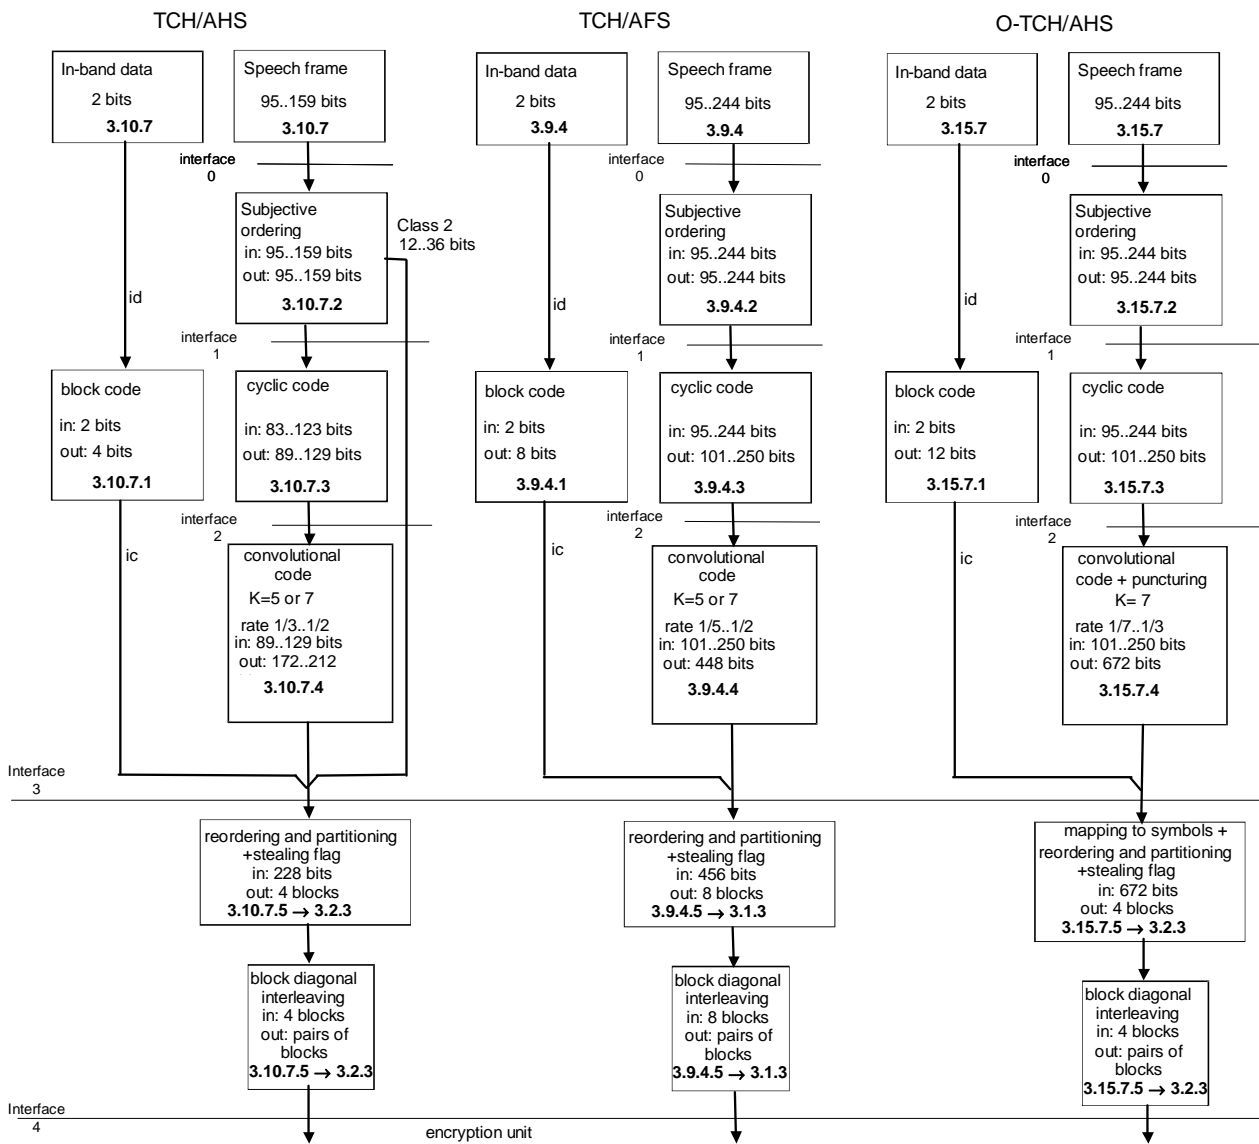 TCH/AHS
TCH/AFS
O-TCH/AHS
In-band data
2 bits
3.10.7
Speech frame
95..159 bits
3.10.7
In-band data
2 bits
3.9.4
Speech frame
95..244 bits
3.9.4
In-band data
2 bits
3.15.7
Speech frame
95..244 bits
3.15.7
interface
0
interface
0
interface
0
Subjective
ordering
in: 95..159 bits
out: 95..159 bits
3.10.7.2
Class 2
12..36 bits
Subjective
ordering
in: 95..244 bits
out: 95..244 bits
3.9.4.2
Subjective
ordering
in: 95..244 bits
out: 95..244 bits
3.15.7.2
id
id
id
interface
1
interface
1
interface
1
block code
in: 2 bits
out: 4 bits
3.10.7.1
cyclic code
in: 83..123 bits
out: 89..129 bits
3.10.7.3
block code
in: 2 bits
out: 8 bits
3.9.4.1
cyclic code
in: 95..244 bits
out: 101..250 bits
3.9.4.3
block code
in: 2 bits
out: 12 bits
3.15.7.1
cyclic code
in: 95..244 bits
out: 101..250 bits
3.15.7.3
interface
2
interface
2
interface
2
ic
ic
ic
convolutional
code
K=5 or 7
rate 1/3..1/2
in: 89..129 bits
out: 172..212
3.10.7.4
convolutional
code
K=5 or 7
rate 1/5..1/2
in: 101..250 bits
out: 448 bits
3.9.4.4
convolutional
code + puncturing
K= 7
rate 1/7..1/3
in: 101..250 bits
out: 672 bits
3.15.7.4
Interface
3
reordering and partitioning
+stealing flag
in: 228 bits
out: 4 blocks
3.10.7.5 → 3.2.3
reordering and partitioning
+stealing flag
in: 456 bits
out: 8 blocks
3.9.4.5 → 3.1.3
mapping to symbols +
reordering and partitioning
+stealing flag
in: 672 bits
out: 4 blocks
3.15.7.5 → 3.2.3
block diagonal
interleaving
in: 4 blocks
out: pairs of
blocks
3.10.7.5 → 3.2.3
block diagonal
interleaving
in: 8 blocks
out: pairs of
blocks
3.9.4.5 → 3.1.3
block diagonal
interleaving
in: 4 blocks
out: pairs of
blocks
3.15.7.5 → 3.2.3
Interface
4
encryption unit